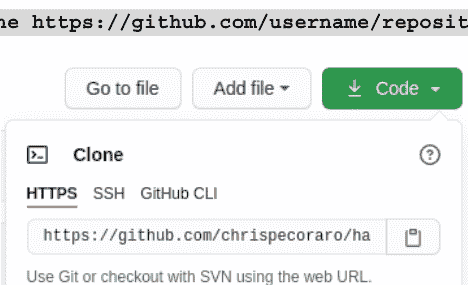 ne https://github.com/username/reposit
Go to file Add file Code
Clone
HTTPS SSH GitHub CLI
https://github.com/chrispecoraro/ha
Use Git or checkout with SVN using the web URL.